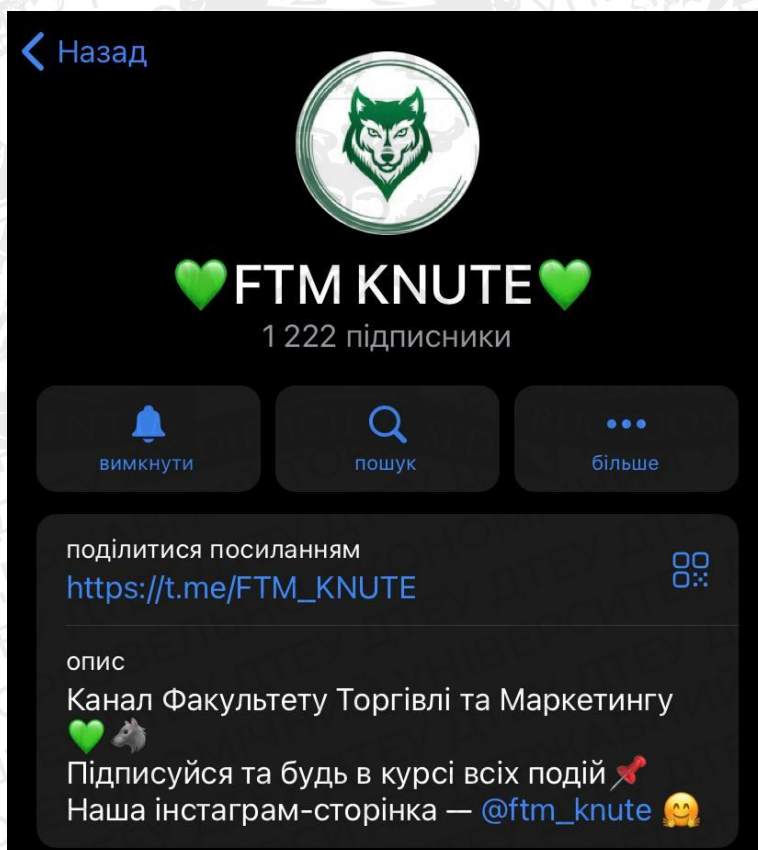 Назад
💚FTM KNUTE💚
1 222 підписники
вимкнути
пошук
більше
поділитися посиланням
https://t.me/FTM_KNUTE
опис
Канал Факультету Торгівлі та Маркетингу
💚🐺
Підписуйся та будь в курсі всіх подій📌
Наша інстаграм-сторінка — @ftm_knute 🤗